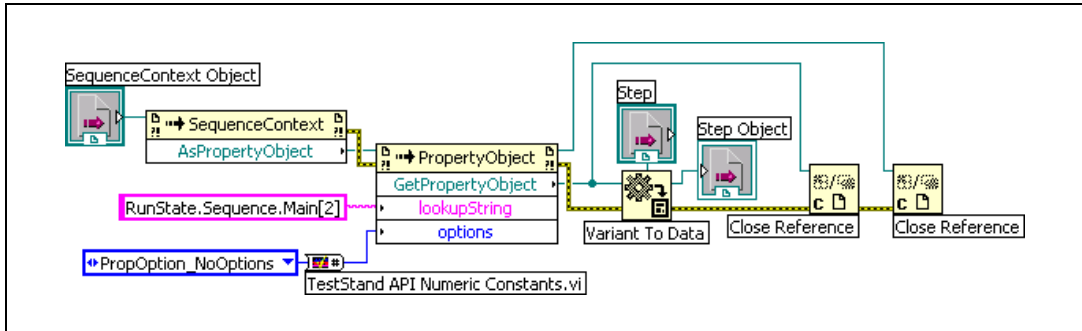 SequenceContext Object
SequenceContext
AsPropertyObject
PropertyObject
GetPropertyObject
lookupString
options
RunState.Sequence.Main[2]
PropOption_NoOptions
#
TestStand API Numeric Constants.vi
Step
Step Object
Variant To Data
C
Close Reference
C
Close Reference